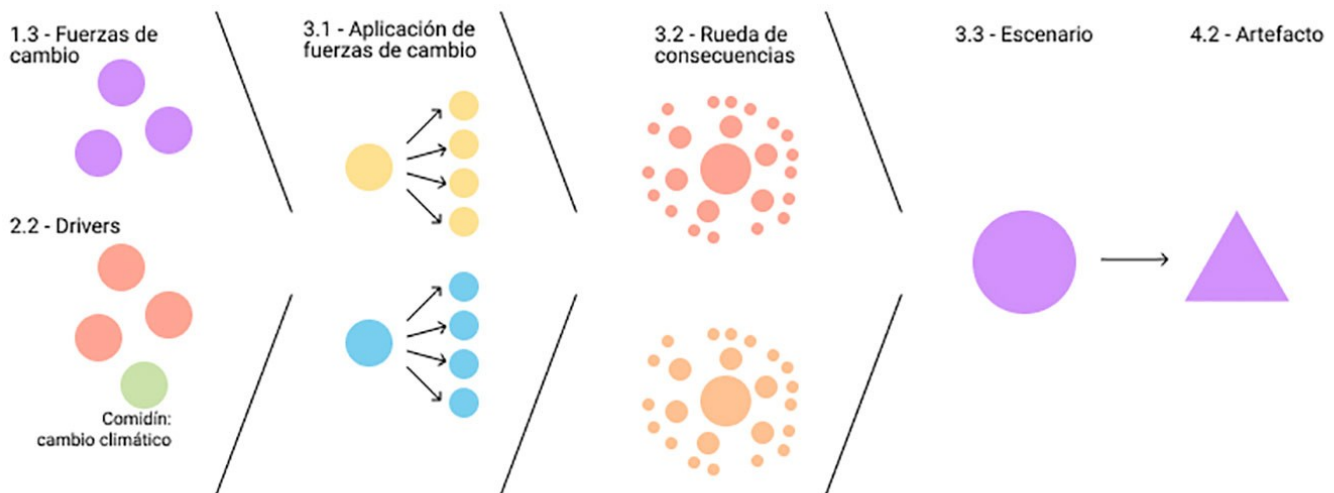 1.3 - Fuerzas de
cambio
3.1 - Aplicación de
fuerzas de cambio
3.2 - Rueda de
consecuencias
3.3 - Escenario
4.2 - Artefacto
2.2 - Drivers
Comidín:
cambio climático